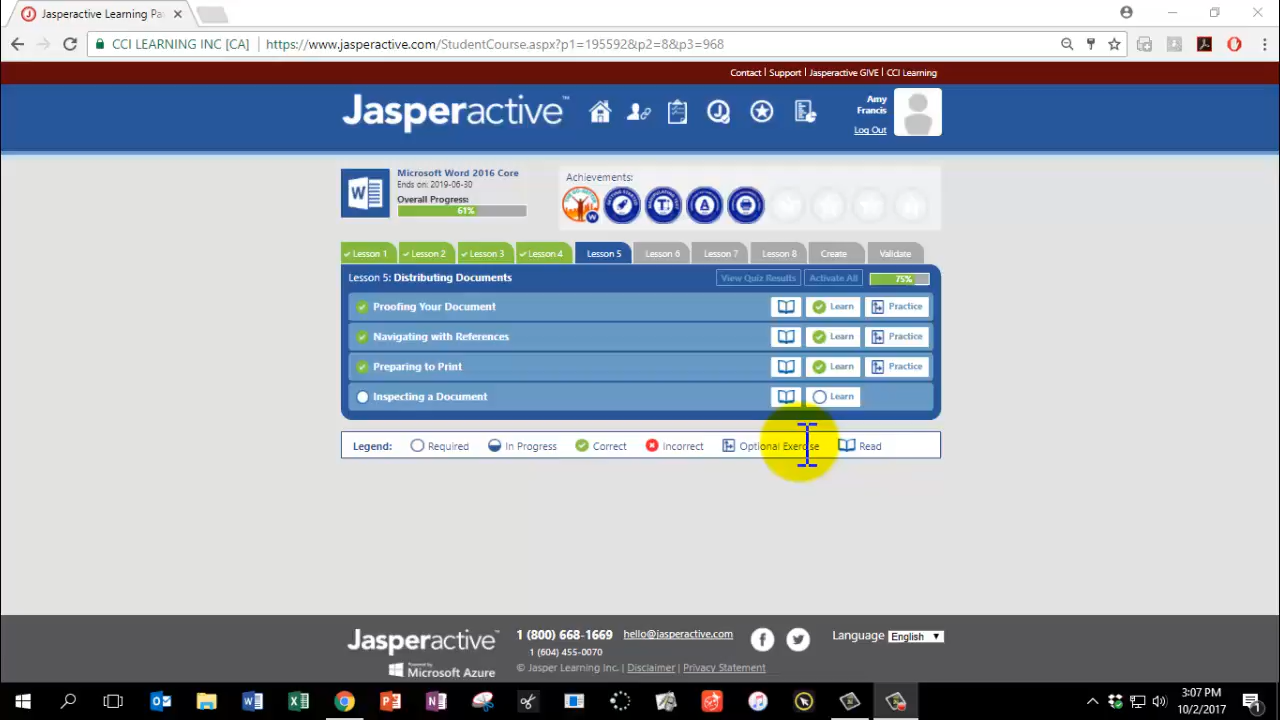 Jasperactive Learning Pa
CCI LEARNING INC [CA] https://www.jasperactive.com/StudentCourse.aspx?p1=195592&p2=8&p3=968
Contact | Support | Jasperactive GIVE | CCI Learning
Jasperactive™
Amy
Francis
Log Out
Microsoft Word 2016 Core
Ends on: 2019-06-30
Overall Progress:
61%
Achievements:
Lesson 1 Lesson 2 Lesson 3 Lesson 4 Lesson 5 Lesson 6 Lesson 7 Lesson 8 Create Validate
Lesson 5: Distributing Documents View Quiz Results Activate All 75%
Proofing Your Document Learn Practice
Navigating with References Learn Practice
Preparing to Print Learn Practice
Inspecting a Document Learn
Legend: Required In Progress Correct Incorrect Optional Exercise Read
Jasperactive™ 1 (800) 668-1669 hello@jasperactive.com Language English
1 (604) 455-0070
Powered by
Microsoft Azure © Jasper Learning Inc. | Disclaimer | Privacy Statement
3:07 PM
10/2/2017